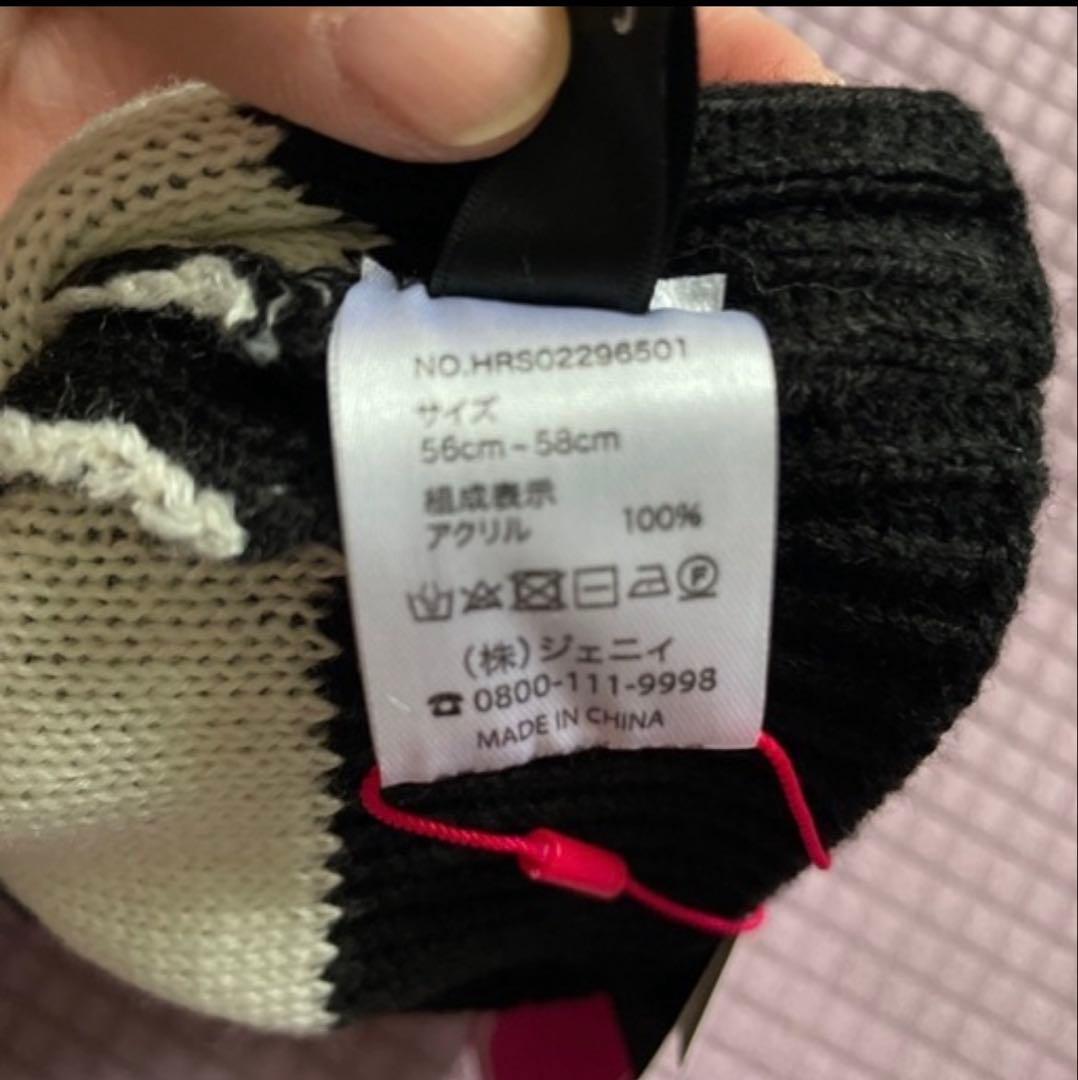 NO.HRS02296501
サイズ
56cm~58cm
組成表示
アクリル 100%
F
(株)ジェニィ
☎ 0800-111-9998
MADE IN CHINA